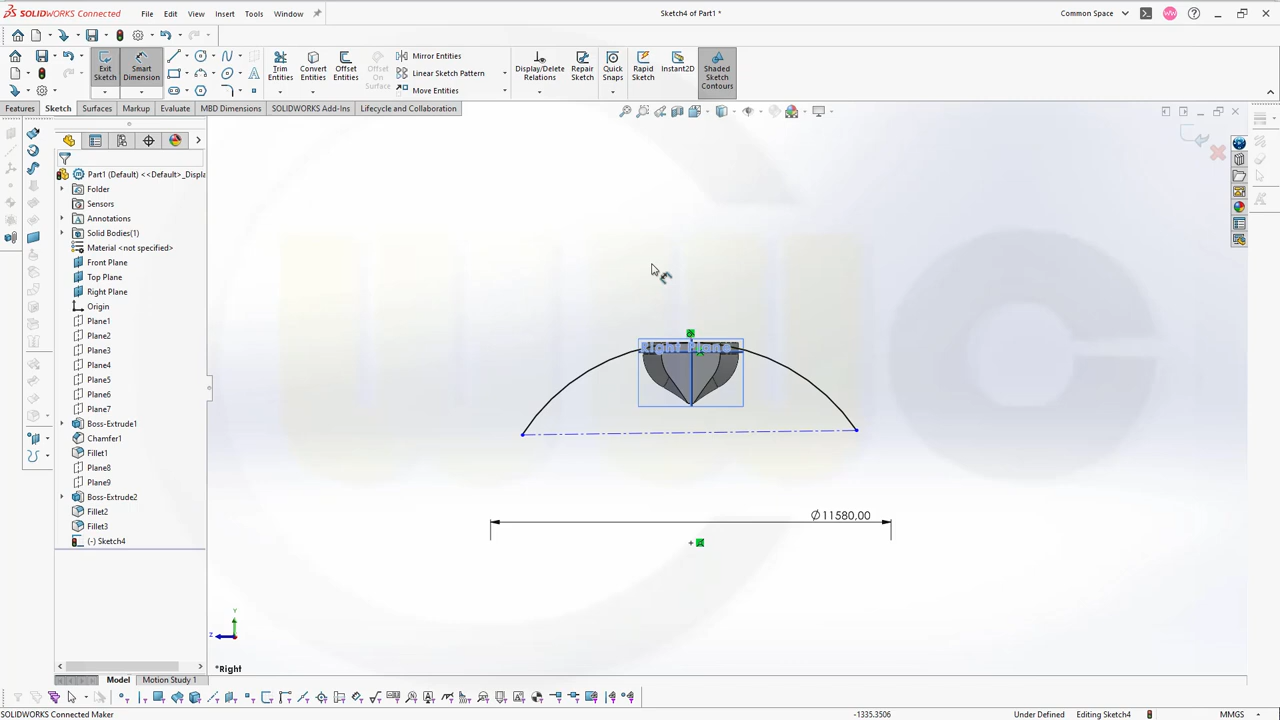 SOLIDWORKS Connected
File
Edit
View
Insert
Tools
Window
Sketch4 of Part1 *
Common Space
WW
Exit Sketch
Smart Dimension
Trim Entities
Convert Entities
Offset Entities
Offset On Surface
Mirror Entities
Linear Sketch Pattern
Move Entities
Display/Delete Relations
Repair Sketch
Quick Snaps
Rapid Sketch
Instant2D
Shaded Sketch Contours
Features
Sketch
Surfaces
Markup
Evaluate
MBD Dimensions
SOLIDWORKS Add-Ins
Lifecycle and Collaboration
Part1 (Default) <<Default>_Displa
Folder
Sensors
Annotations
Solid Bodies(1)
Material <not specified>
Front Plane
Top Plane
Right Plane
Origin
Plane1
Plane2
Plane3
Plane4
Plane5
Plane6
Plane7
Boss-Extrude1
Chamfer1
Fillet1
Plane8
Plane9
Boss-Extrude2
Fillet2
Fillet3
(-) Sketch4
Right Plane
Ø11580,00
Y
Z
*Right
Model
Motion Study 1
SOLIDWORKS Connected Maker
-1335.3506
Under Defined
Editing Sketch4
MMGS